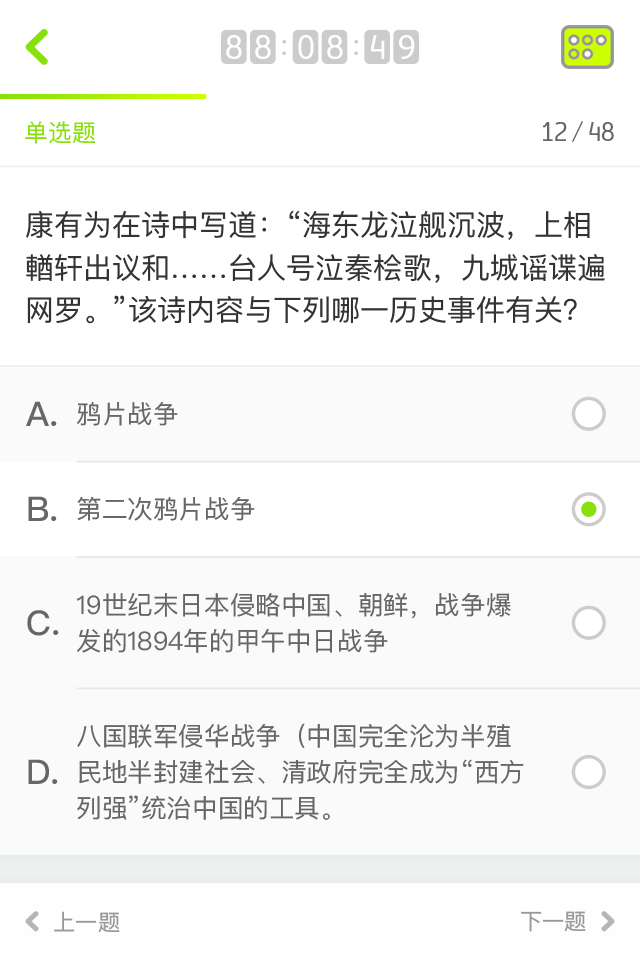 88:08:49
单选题
12/48
康有为在诗中写道：“海东龙泣舰沉波，上相
輶轩出议和……台人号泣秦桧歌，九城谣谍遍
网罗。”该诗内容与下列哪一历史事件有关？
A. 鸦片战争
B. 第二次鸦片战争
C. 19世纪末日本侵略中国、朝鲜，战争爆
发的1894年的甲午中日战争
D. 八国联军侵华战争（中国完全沦为半殖
民地半封建社会、清政府完全成为“西方
列强”统治中国的工具。
上一题
下一题